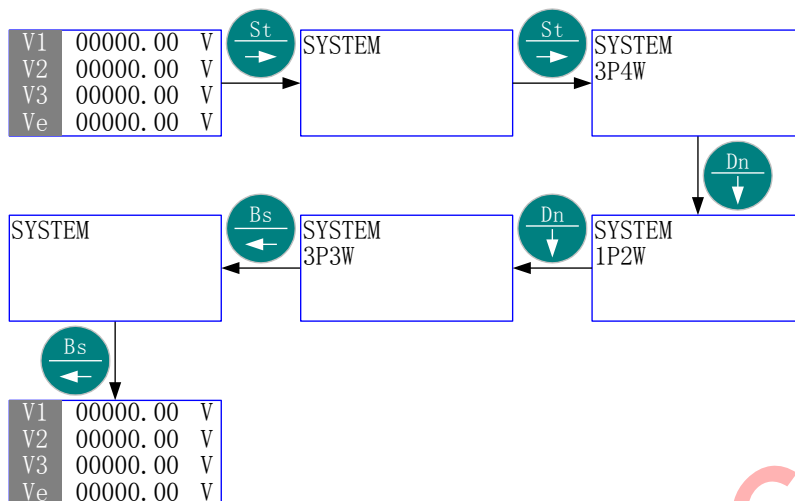 V1 00000.00 V
V2 00000.00 V
V3 00000.00 V
Ve 00000.00 V
St
SYSTEM
St
SYSTEM
3P4W
Dn
SYSTEM
1P2W
Dn
SYSTEM
3P3W
Bs
SYSTEM
Bs
V1 00000.00 V
V2 00000.00 V
V3 00000.00 V
Ve 00000.00 V